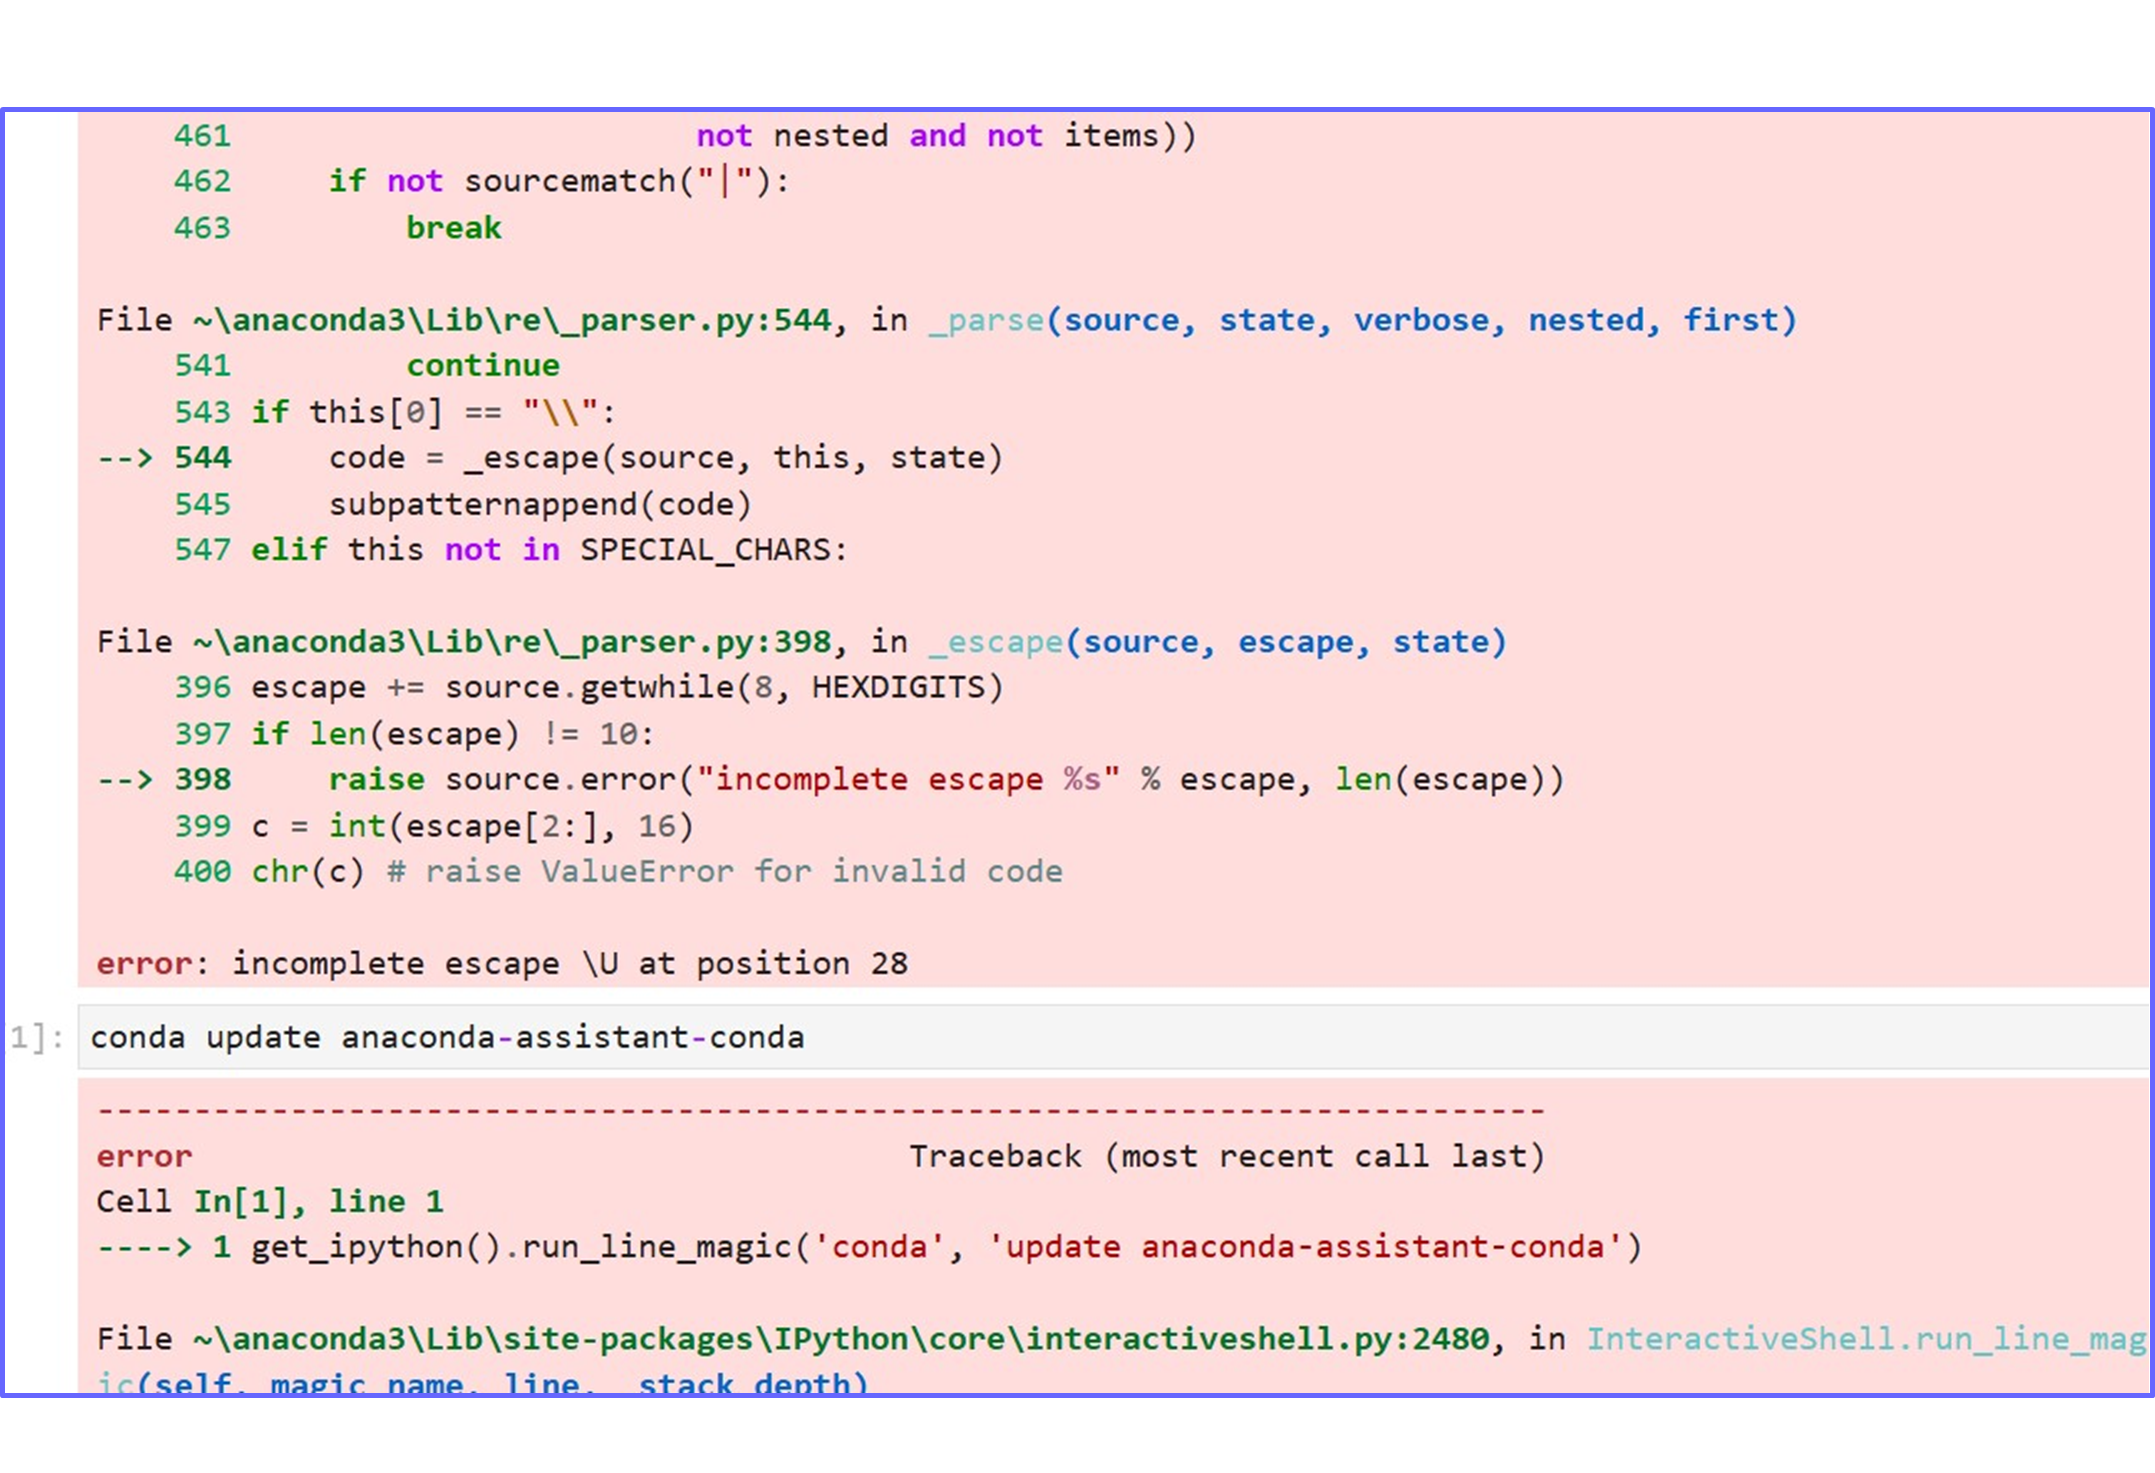 461                         not nested and not items))
462     if not sourcematch("|"):
463         break
File ~\anaconda3\Lib\re\_parser.py:544, in _parse(source, state, verbose, nested, first)
541         continue
543 if this[0] == "\\":
--> 544     code = _escape(source, this, state)
545     subpatternappend(code)
547 elif this not in SPECIAL_CHARS:
File ~\anaconda3\Lib\re\_parser.py:398, in _escape(source, escape, state)
396 escape += source.getwhile(8, HEXDIGITS)
397 if len(escape) != 10:
--> 398     raise source.error("incomplete escape %s" % escape, len(escape))
399 c = int(escape[2:], 16)
400 chr(c) # raise ValueError for invalid code
error: incomplete escape \U at position 28
1]: conda update anaconda-assistant-conda
---------------------------------------------------------------------------
error                                     Traceback (most recent call last)
Cell In[1], line 1
----> 1 get_ipython().run_line_magic('conda', 'update anaconda-assistant-conda')
File ~\anaconda3\Lib\site-packages\IPython\core\interactiveshell.py:2480, in InteractiveShell.run_line_mag
ic(self, magic_name, line, _stack_depth)